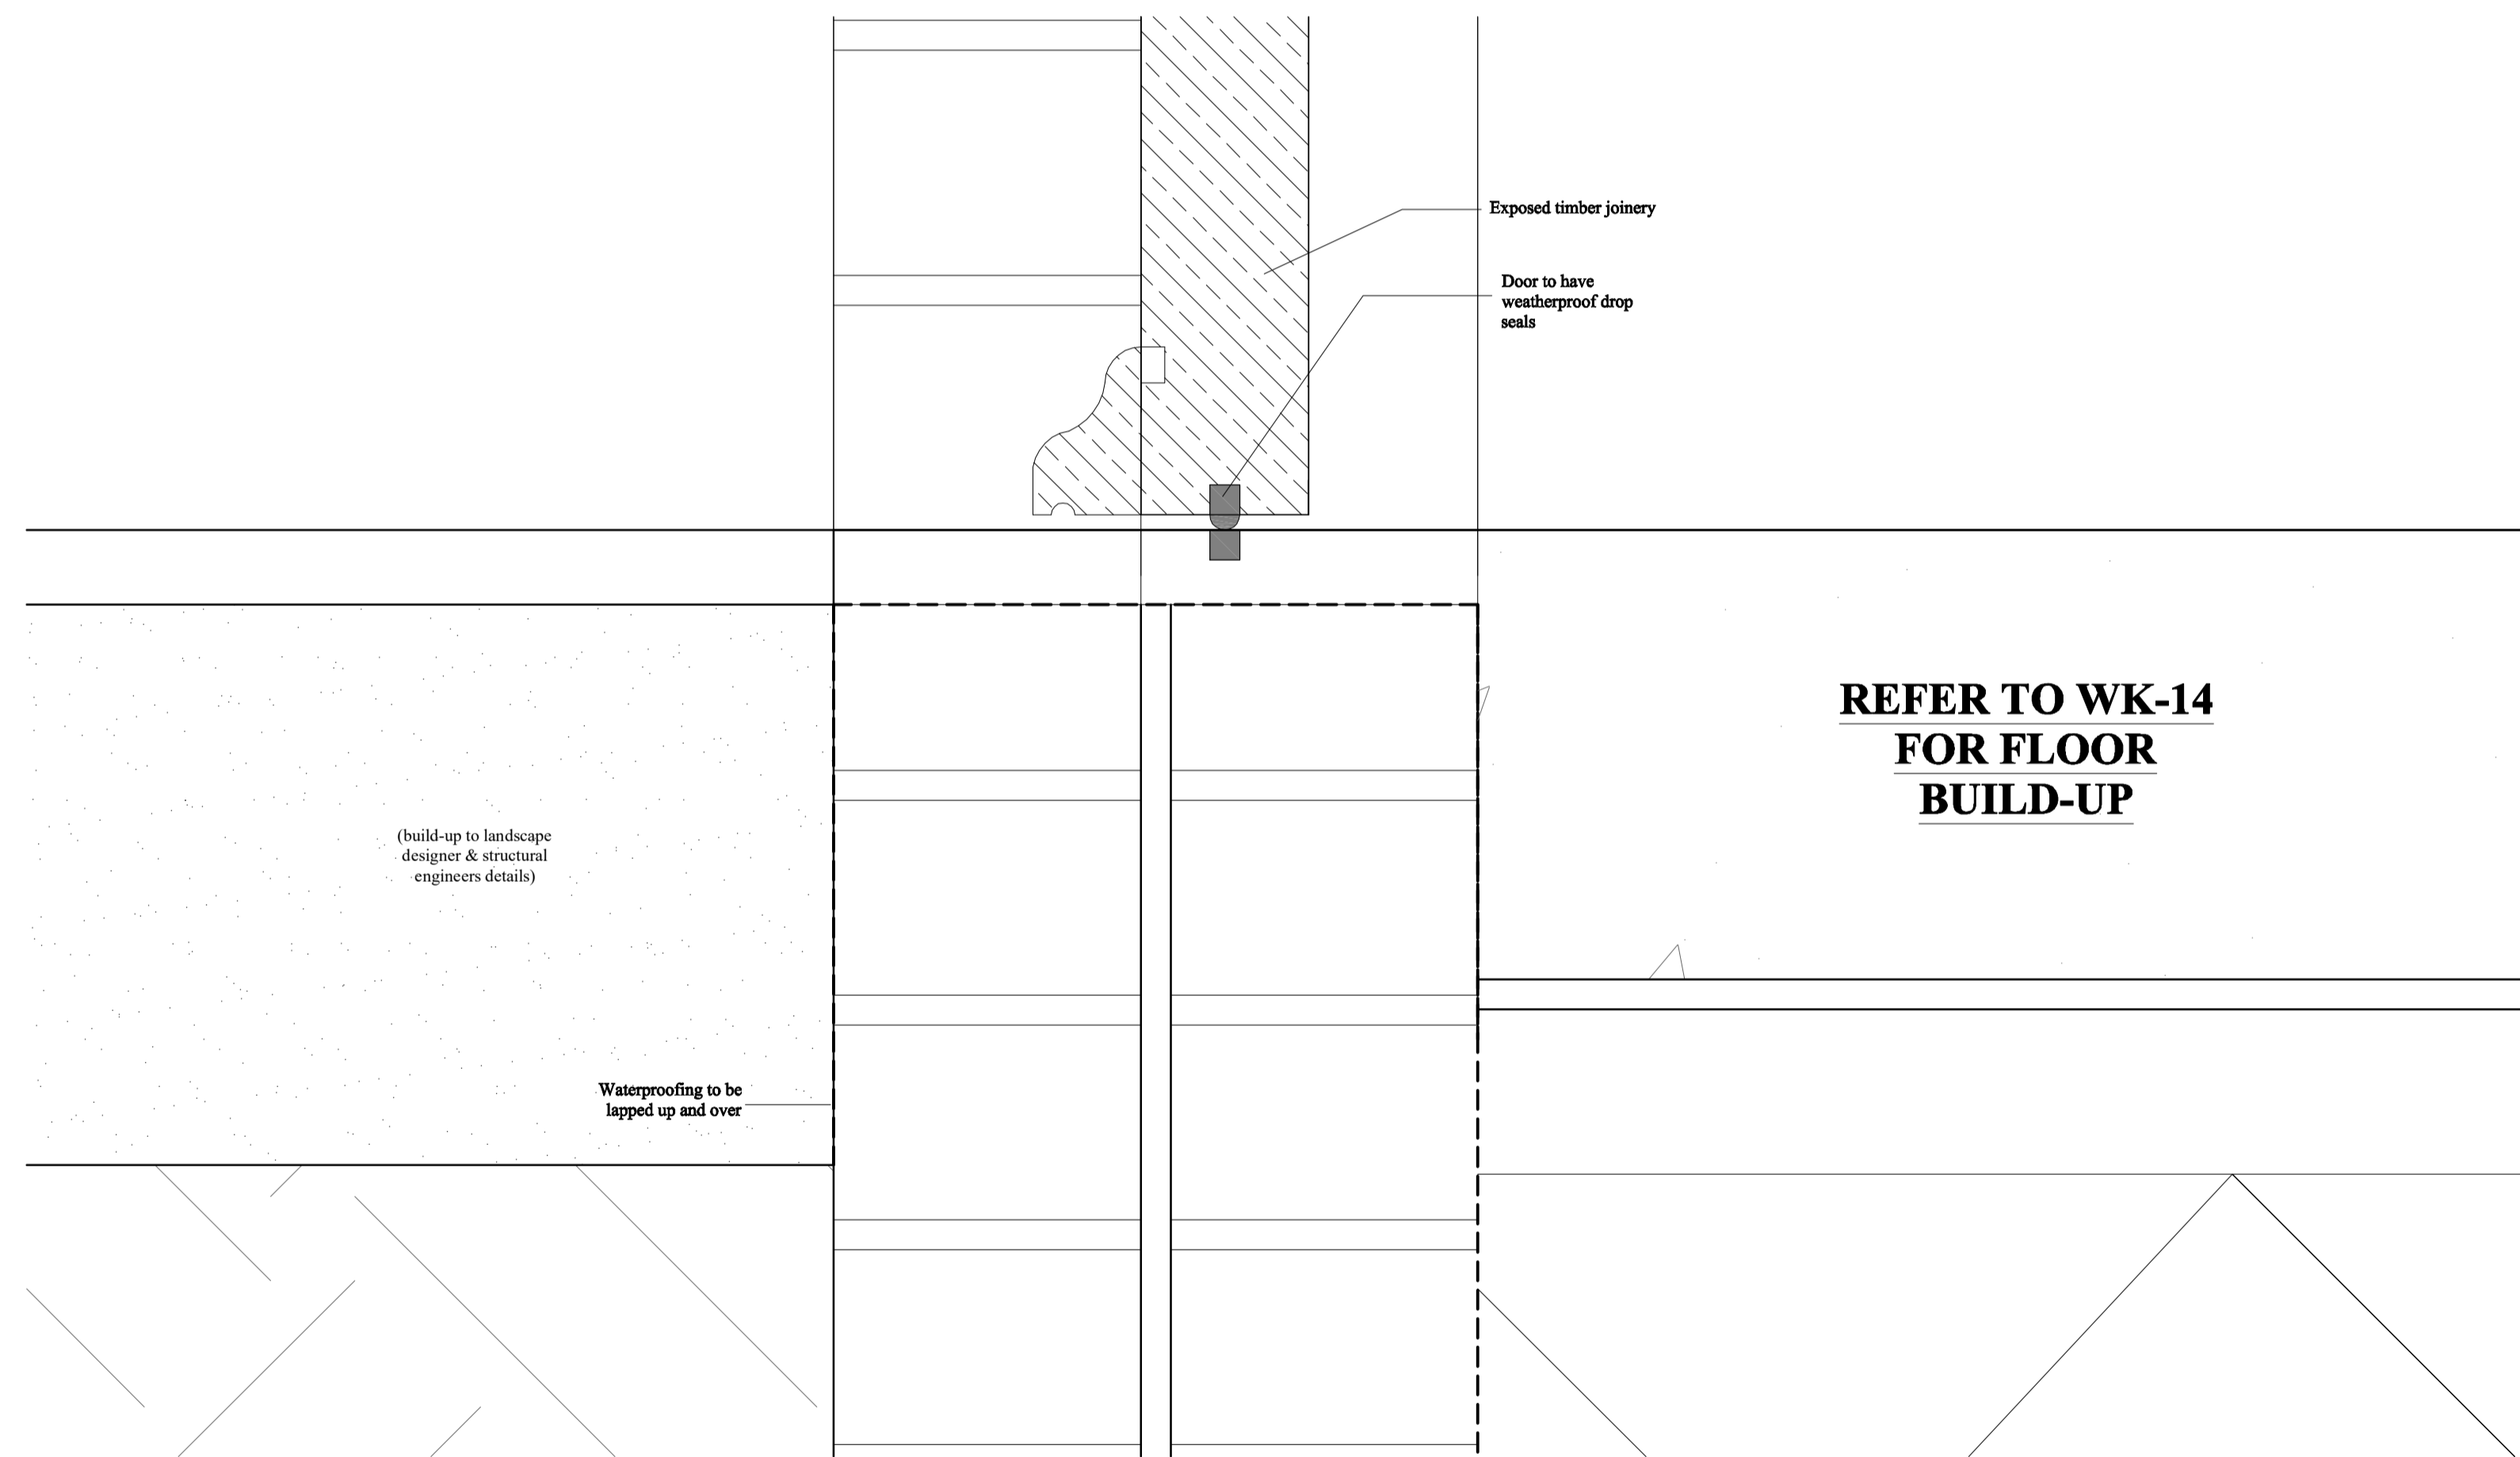 Exposed timber joinery
Door to have
weatherproof drop
seals
REFER TO WK-14
FOR FLOOR
BUILD-UP
(build-up to landscape
designer & structural
engineers details)
Waterproofing to be
lapped up and over